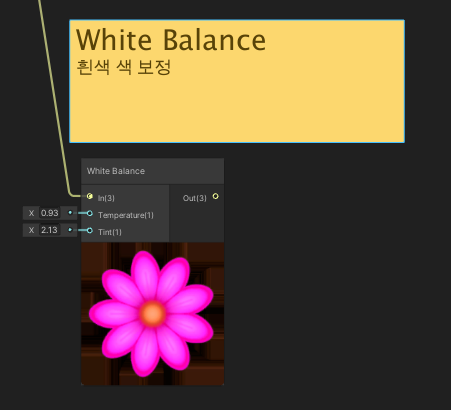 White Balance
흰색 색 보정
White Balance
In(3)
Out(3)
X 0.93
Temperature(1)
X 2.13
Tint(1)